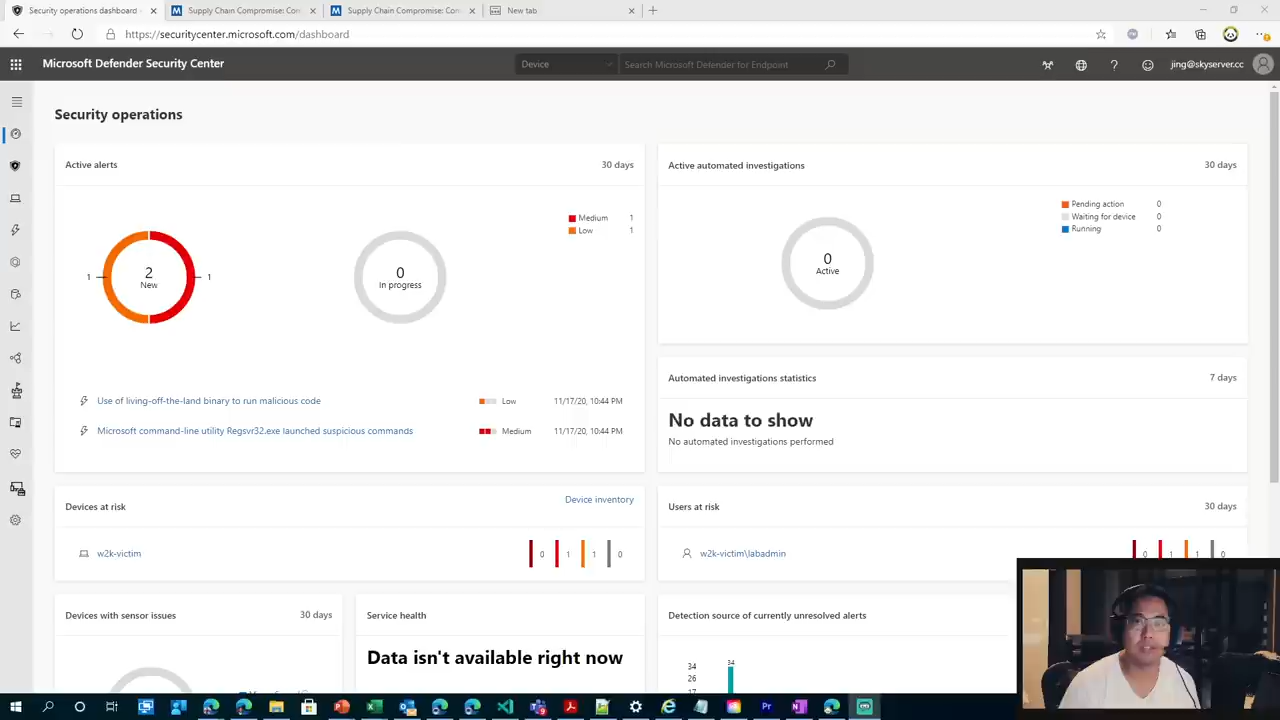 Security operations dashboard
Supply Chain Compromise: Com
Supply Chain Compromise: Com
New tab
https://securitycenter.microsoft.com/dashboard
Microsoft Defender Security Center
Device
Search Microsoft Defender for Endpoint
jing@skyserver.cc
Security operations
Active alerts
30 days
Medium 1
Low 1
1
2
New
1
0
In progress
Use of living-off-the-land binary to run malicious code
Low
11/17/20, 10:44 PM
Microsoft command-line utility Regsvr32.exe launched suspicious commands
Medium
11/17/20, 10:44 PM
Active automated investigations
30 days
Pending action 0
Waiting for device 0
Running 0
0
Active
Automated investigations statistics
7 days
No data to show
No automated investigations performed
Devices at risk
Device inventory
w2k-victim
0 1 1 0
Users at risk
30 days
w2k-victim\labadmin
0 1 1 0
Devices with sensor issues
30 days
Service health
Data isn't available right now
Detection source of currently unresolved alerts
34
34
26
17